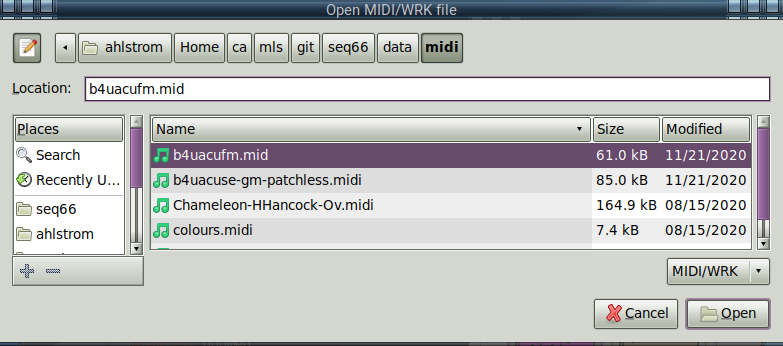 Open MIDI/WRK file
ahlstrom Home ca mls git seq66 data midi
Location: b4uacufm.mid
Places
Search
Recently U...
seq66
ahlstrom
Name Size Modified
b4uacufm.mid 61.0 kB 11/21/2020
b4uacuse-gm-patchless.midi 85.0 kB 11/21/2020
Chameleon-HHancock-Ov.midi 164.9 kB 08/15/2020
colours.midi 7.4 kB 08/15/2020
MIDI/WRK
Cancel Open